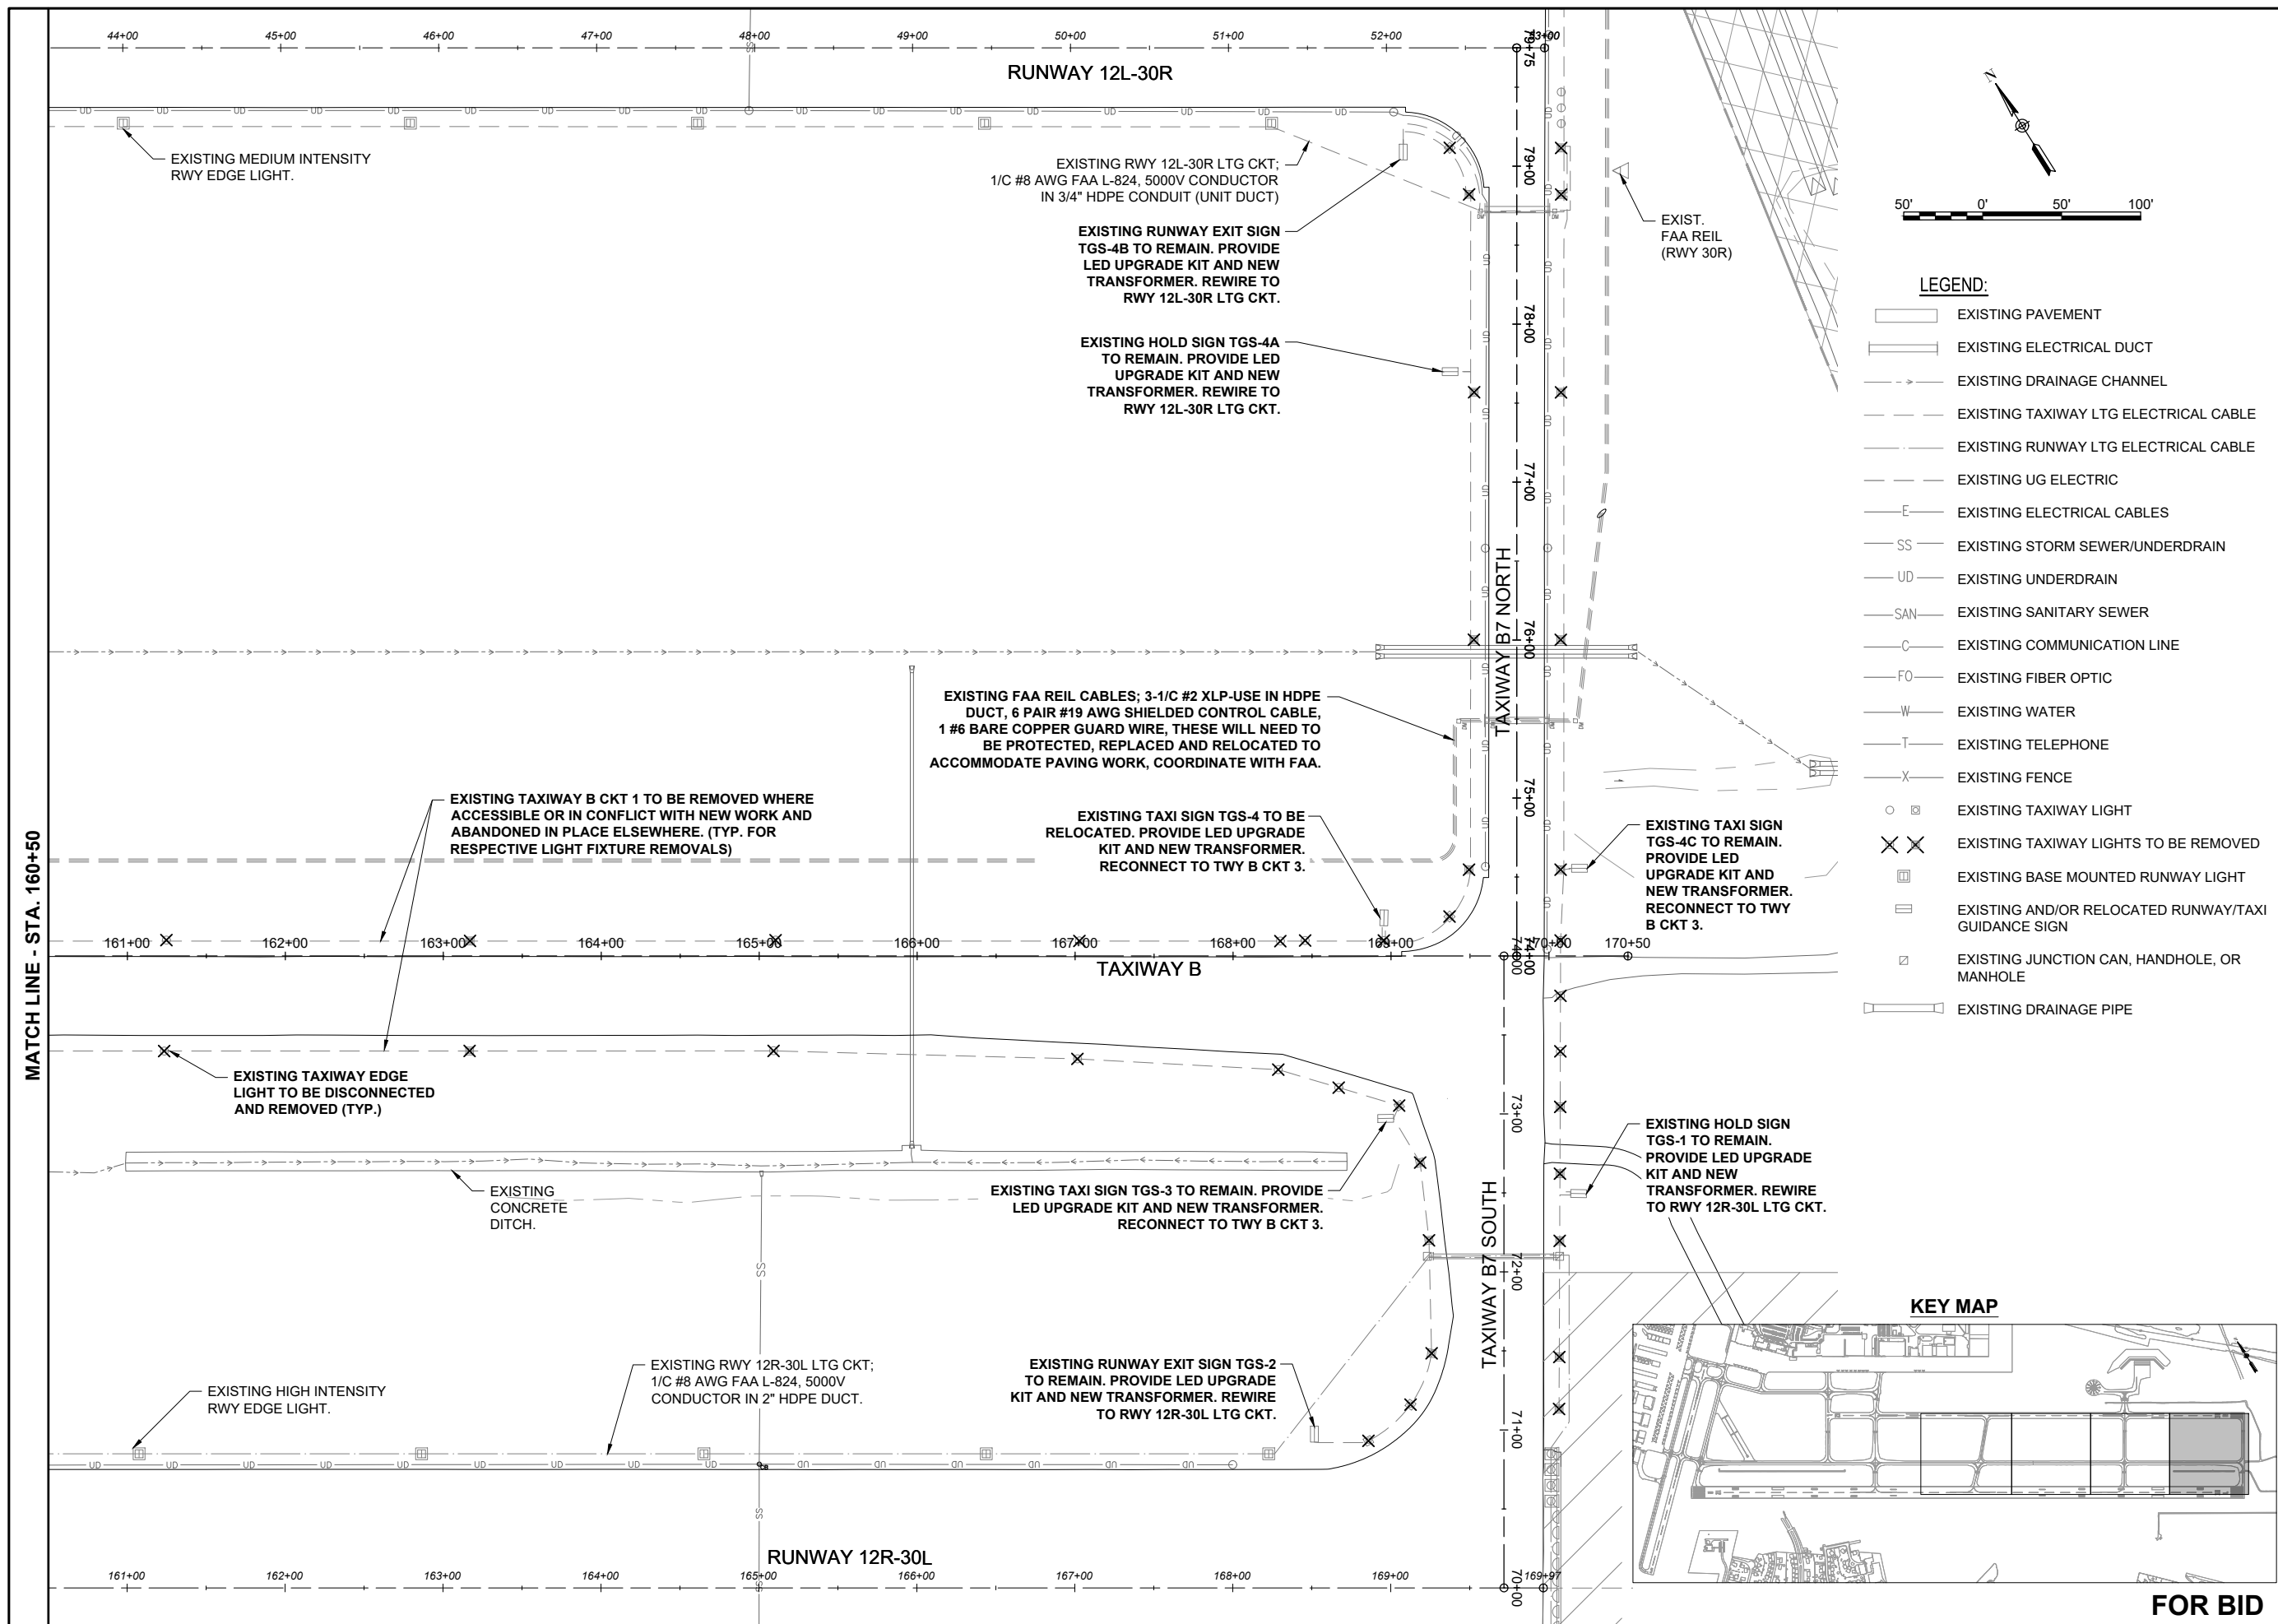 44+00 45+00 46+00 47+00 48+00 49+00 50+00 51+00 52+00 53+00
79+75
RUNWAY 12L-30R
EXISTING MEDIUM INTENSITY
RWY EDGE LIGHT.
EXISTING RWY 12L-30R LTG CKT;
1/C #8 AWG FAA L-824, 5000V CONDUCTOR
IN 3/4" HDPE CONDUIT (UNIT DUCT)
EXISTING RUNWAY EXIT SIGN
TGS-4B TO REMAIN. PROVIDE
LED UPGRADE KIT AND NEW
TRANSFORMER. REWIRE TO
RWY 12L-30R LTG CKT.
EXISTING HOLD SIGN TGS-4A
TO REMAIN. PROVIDE LED
UPGRADE KIT AND NEW
TRANSFORMER. REWIRE TO
RWY 12L-30R LTG CKT.
79+00
78+00
77+00
76+00
75+00
74+00
TAXIWAY B7 NORTH
EXIST.
FAA REIL
(RWY 30R)
N
50' 0' 50' 100'
LEGEND:
EXISTING PAVEMENT
EXISTING ELECTRICAL DUCT
EXISTING DRAINAGE CHANNEL
EXISTING TAXIWAY LTG ELECTRICAL CABLE
EXISTING RUNWAY LTG ELECTRICAL CABLE
EXISTING UG ELECTRIC
E EXISTING ELECTRICAL CABLES
SS EXISTING STORM SEWER/UNDERDRAIN
UD EXISTING UNDERDRAIN
SAN EXISTING SANITARY SEWER
C EXISTING COMMUNICATION LINE
FO EXISTING FIBER OPTIC
W EXISTING WATER
T EXISTING TELEPHONE
X EXISTING FENCE
EXISTING TAXIWAY LIGHT
EXISTING TAXIWAY LIGHTS TO BE REMOVED
EXISTING BASE MOUNTED RUNWAY LIGHT
EXISTING AND/OR RELOCATED RUNWAY/TAXI
GUIDANCE SIGN
EXISTING JUNCTION CAN, HANDHOLE, OR
MANHOLE
EXISTING DRAINAGE PIPE
EXISTING FAA REIL CABLES; 3-1/C #2 XLP-USE IN HDPE
DUCT, 6 PAIR #19 AWG SHIELDED CONTROL CABLE,
1 #6 BARE COPPER GUARD WIRE, THESE WILL NEED TO
BE PROTECTED, REPLACED AND RELOCATED TO
ACCOMMODATE PAVING WORK, COORDINATE WITH FAA.
EXISTING TAXIWAY B CKT 1 TO BE REMOVED WHERE
ACCESSIBLE OR IN CONFLICT WITH NEW WORK AND
ABANDONED IN PLACE ELSEWHERE. (TYP. FOR
RESPECTIVE LIGHT FIXTURE REMOVALS)
EXISTING TAXI SIGN TGS-4 TO BE
RELOCATED. PROVIDE LED UPGRADE
KIT AND NEW TRANSFORMER.
RECONNECT TO TWY B CKT 3.
EXISTING TAXI SIGN
TGS-4C TO REMAIN.
PROVIDE LED
UPGRADE KIT AND
NEW TRANSFORMER.
RECONNECT TO TWY
B CKT 3.
MATCH LINE - STA. 160+50
161+00 162+00 163+00 164+00 165+00 166+00 167+00 168+00 169+00 170+00 170+50
TAXIWAY B
EXISTING TAXIWAY EDGE
LIGHT TO BE DISCONNECTED
AND REMOVED (TYP.)
EXISTING
CONCRETE
DITCH.
EXISTING TAXI SIGN TGS-3 TO REMAIN. PROVIDE
LED UPGRADE KIT AND NEW TRANSFORMER.
RECONNECT TO TWY B CKT 3.
EXISTING HOLD SIGN
TGS-1 TO REMAIN.
PROVIDE LED UPGRADE
KIT AND NEW
TRANSFORMER. REWIRE
TO RWY 12R-30L LTG CKT.
73+00
72+00
71+00
70+00
TAXIWAY B7 SOUTH
EXISTING HIGH INTENSITY
RWY EDGE LIGHT.
EXISTING RWY 12R-30L LTG CKT;
1/C #8 AWG FAA L-824, 5000V
CONDUCTOR IN 2" HDPE DUCT.
EXISTING RUNWAY EXIT SIGN TGS-2
TO REMAIN. PROVIDE LED UPGRADE
KIT AND NEW TRANSFORMER. REWIRE
TO RWY 12R-30L LTG CKT.
RUNWAY 12R-30L
161+00 162+00 163+00 164+00 165+00 166+00 167+00 168+00 169+00 169+97
KEY MAP
FOR BID